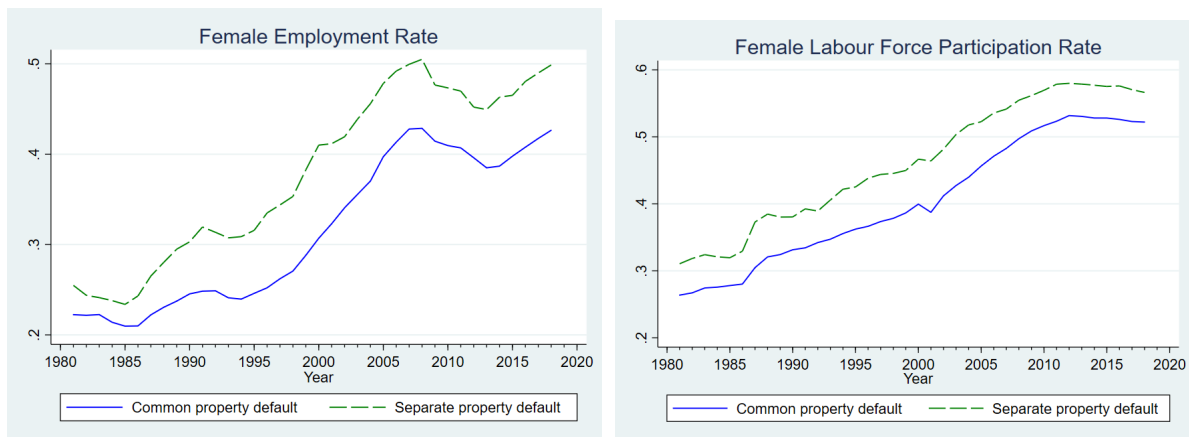 Female Employment Rate
.5
.4
.3
.2
1980 1985 1990 1995 2000 2005 2010 2015 2020
Year
Common property default Separate property default
Female Labour Force Participation Rate
.6
.5
.4
.3
.2
1980 1985 1990 1995 2000 2005 2010 2015 2020
Year
Common property default Separate property default